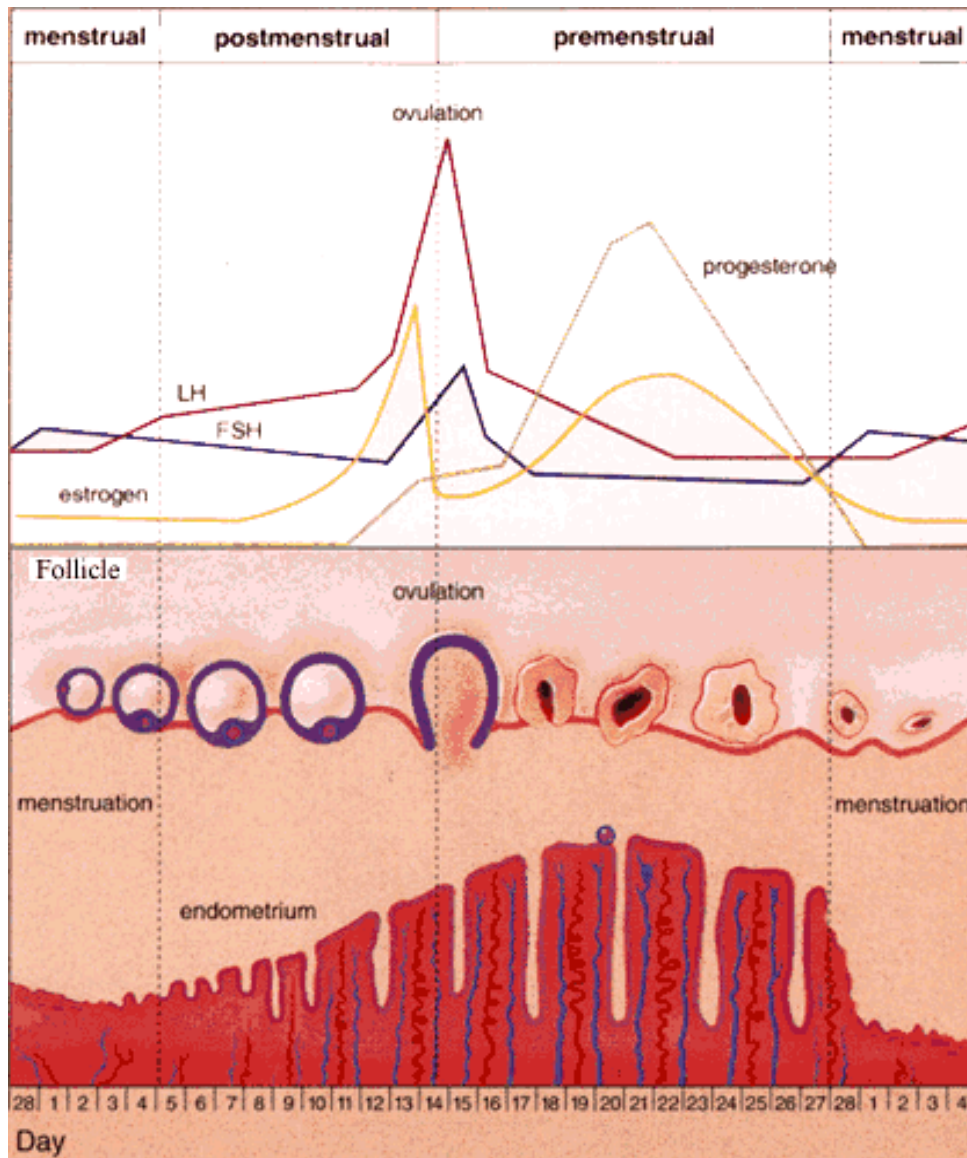 menstrual postmenstrual premenstrual menstrual
ovulation
progesterone
LH
FSH
estrogen
Follicle
ovulation
menstruation menstruation
endometrium
28 1 2 3 4 5 6 7 8 9 10 11 12 13 14 15 16 17 18 19 20 21 22 23 24 25 26 27 28 1 2 3 4
Day